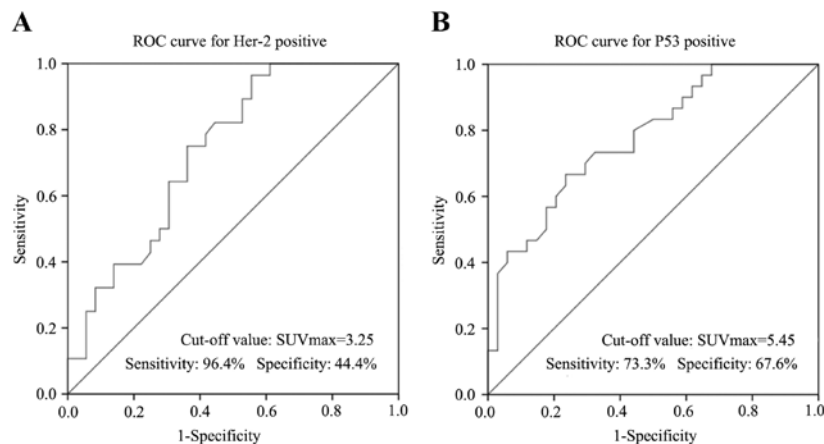 A
ROC curve for Her-2 positive
1.0
0.8
0.6
0.4
0.2
0.0
Sensitivity
Cut-off value: SUVmax=3.25
Sensitivity: 96.4% Specificity: 44.4%
0.0 0.2 0.4 0.6 0.8 1.0
1-Specificity
B
ROC curve for P53 positive
1.0
0.8
0.6
0.4
0.2
0.0
Sensitivity
Cut-off value: SUVmax=5.45
Sensitivity: 73.3% Specificity: 67.6%
0.0 0.2 0.4 0.6 0.8 1.0
1-Specificity